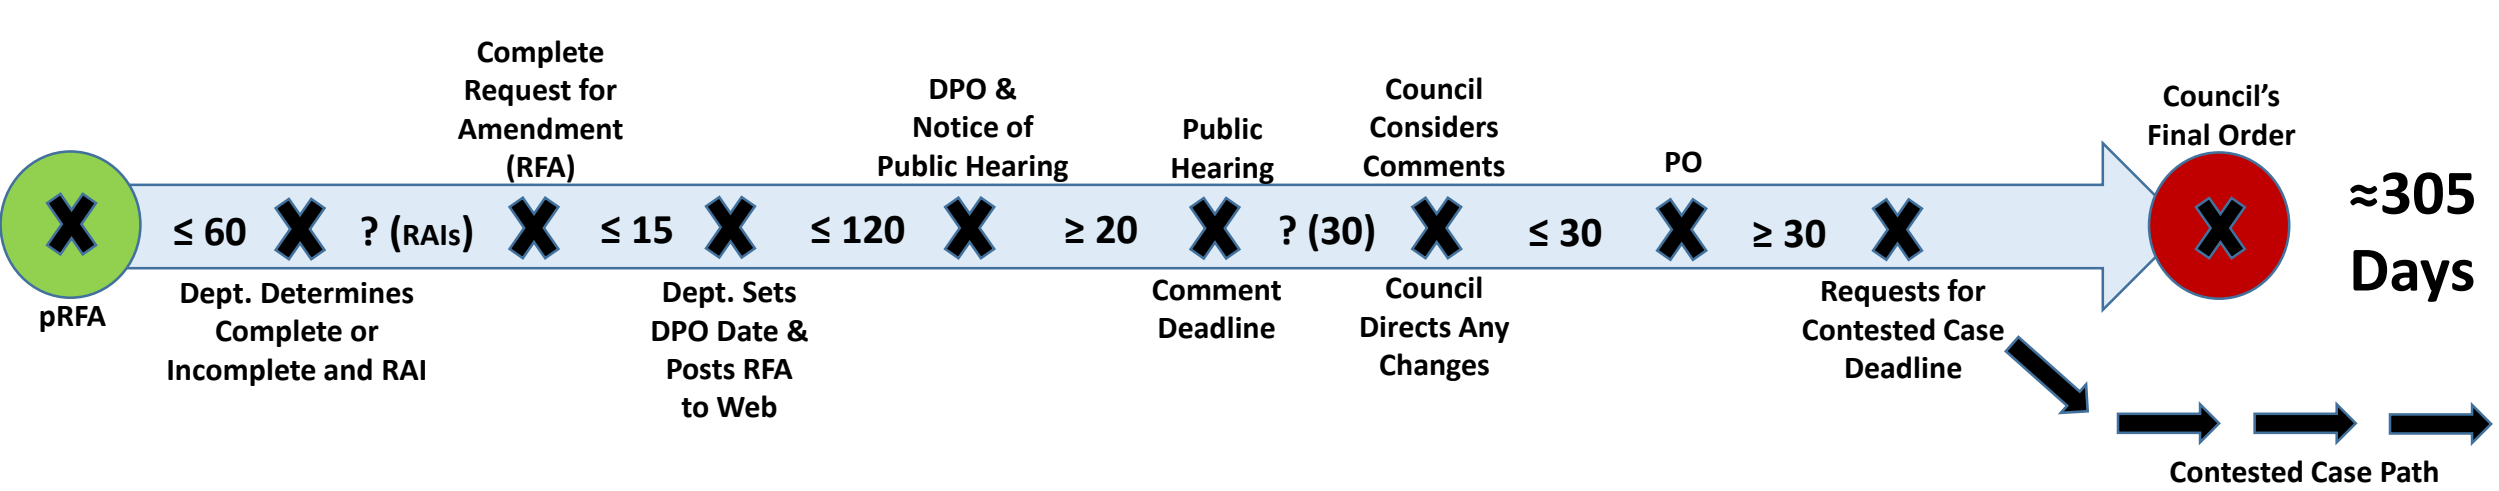 pRFA
≤ 60
Dept. Determines
Complete or
Incomplete and RAI
? (RAIs)
Complete
Request for
Amendment
(RFA)
≤ 15
Dept. Sets
DPO Date &
Posts RFA
to Web
≤ 120
DPO &
Notice of
Public Hearing
≥ 20
Public
Hearing
Comment
Deadline
? (30)
Council
Considers
Comments
Council
Directs Any
Changes
≤ 30
PO
≥ 30
Requests for
Contested Case
Deadline
Council’s
Final Order
≈305
Days
Contested Case Path